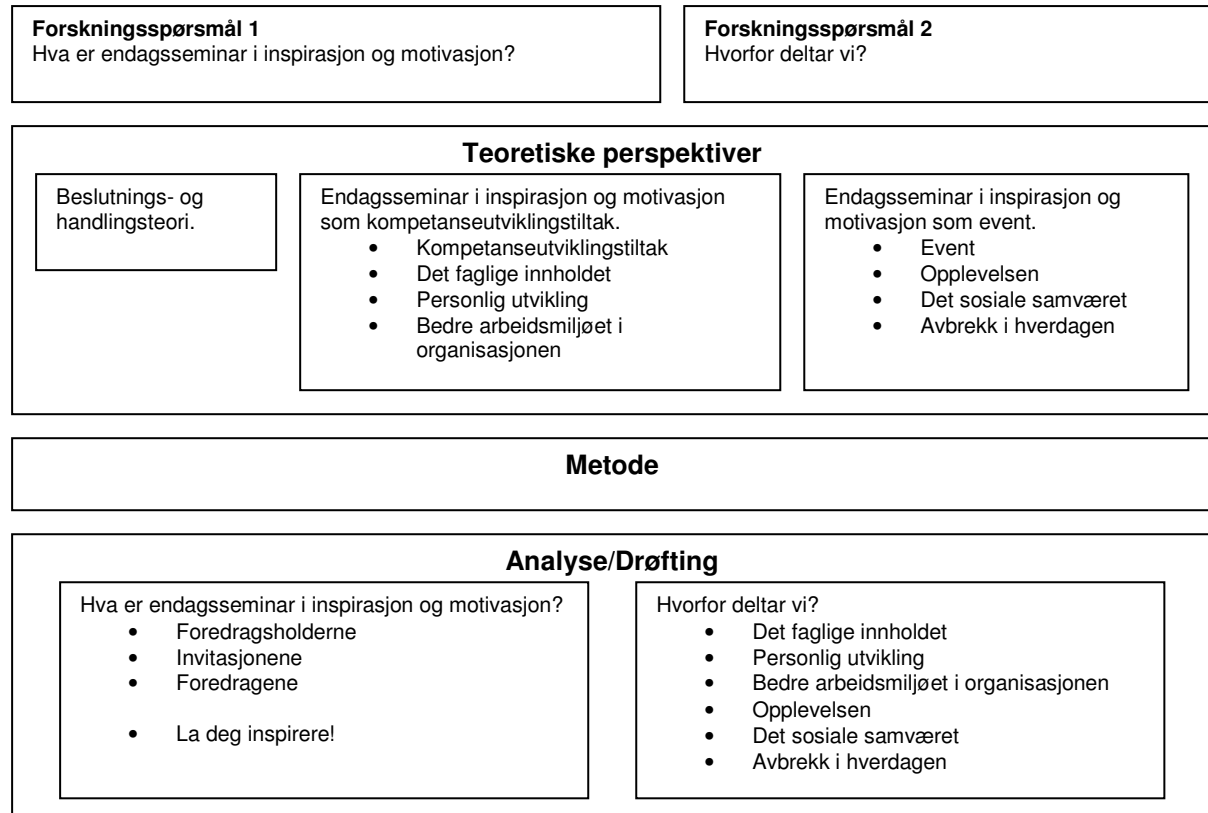 Forskningsspørsmål 1
Hva er endagsseminar i inspirasjon og motivasjon?
Forskningsspørsmål 2
Hvorfor deltar vi?
Teoretiske perspektiver
Beslutnings- og
handlingsteori.
Endagsseminar i inspirasjon og motivasjon
som kompetanseutviklingstiltak.
• Kompetanseutviklingstiltak
• Det faglige innholdet
• Personlig utvikling
• Bedre arbeidsmiljøet i
organisasjonen
Endagsseminar i inspirasjon og
motivasjon som event.
• Event
• Opplevelsen
• Det sosiale samværet
• Avbrekk i hverdagen
Metode
Analyse/Drøfting
Hva er endagsseminar i inspirasjon og motivasjon?
• Foredragsholderne
• Invitasjonene
• Foredragene
• La deg inspirere!
Hvorfor deltar vi?
• Det faglige innholdet
• Personlig utvikling
• Bedre arbeidsmiljøet i organisasjonen
• Opplevelsen
• Det sosiale samværet
• Avbrekk i hverdagen